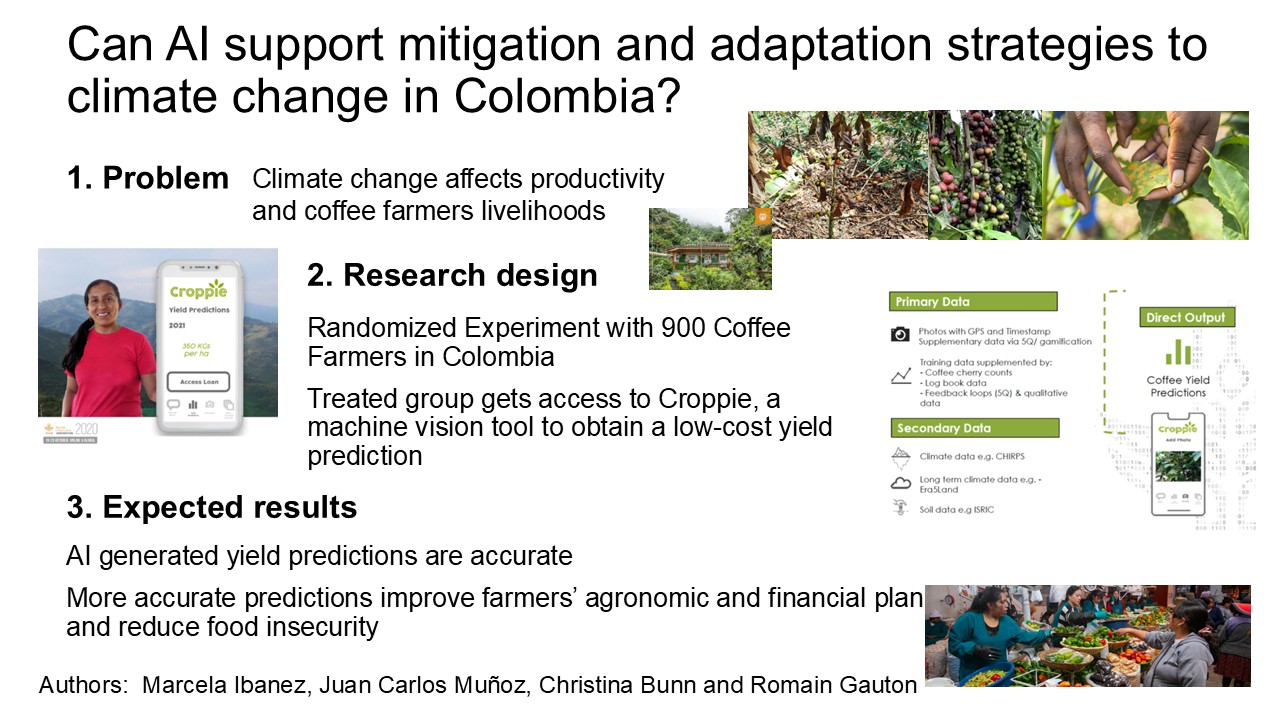 Can AI support mitigation and adaptation strategies to
climate change in Colombia?
1. Problem
Climate change affects productivity
and coffee farmers livelihoods
Croppie
Yield Predictions
2021
350 KGs
per ha
Access Loan
2020
2. Research design
Randomized Experiment with 900 Coffee
Farmers in Colombia
Treated group gets access to Croppie, a
machine vision tool to obtain a low-cost yield
prediction
Primary Data
Photos with GPS and Timestamp
Supplementary data via 5Q/ gamification
Training data supplemented by:
- Coffee cherry counts
- Log book data
- Feedback loops (5Q) & qualitative
data
Secondary Data
Climate data e.g. CHIRPS
Long term climate data e.g. -
Era5Land
Soil data e.g ISRIC
Direct Output
Coffee Yield
Predictions
Croppie
Add Photo
3. Expected results
AI generated yield predictions are accurate
More accurate predictions improve farmers’ agronomic and financial plan
and reduce food insecurity
Authors: Marcela Ibanez, Juan Carlos Muñoz, Christina Bunn and Romain Gauton